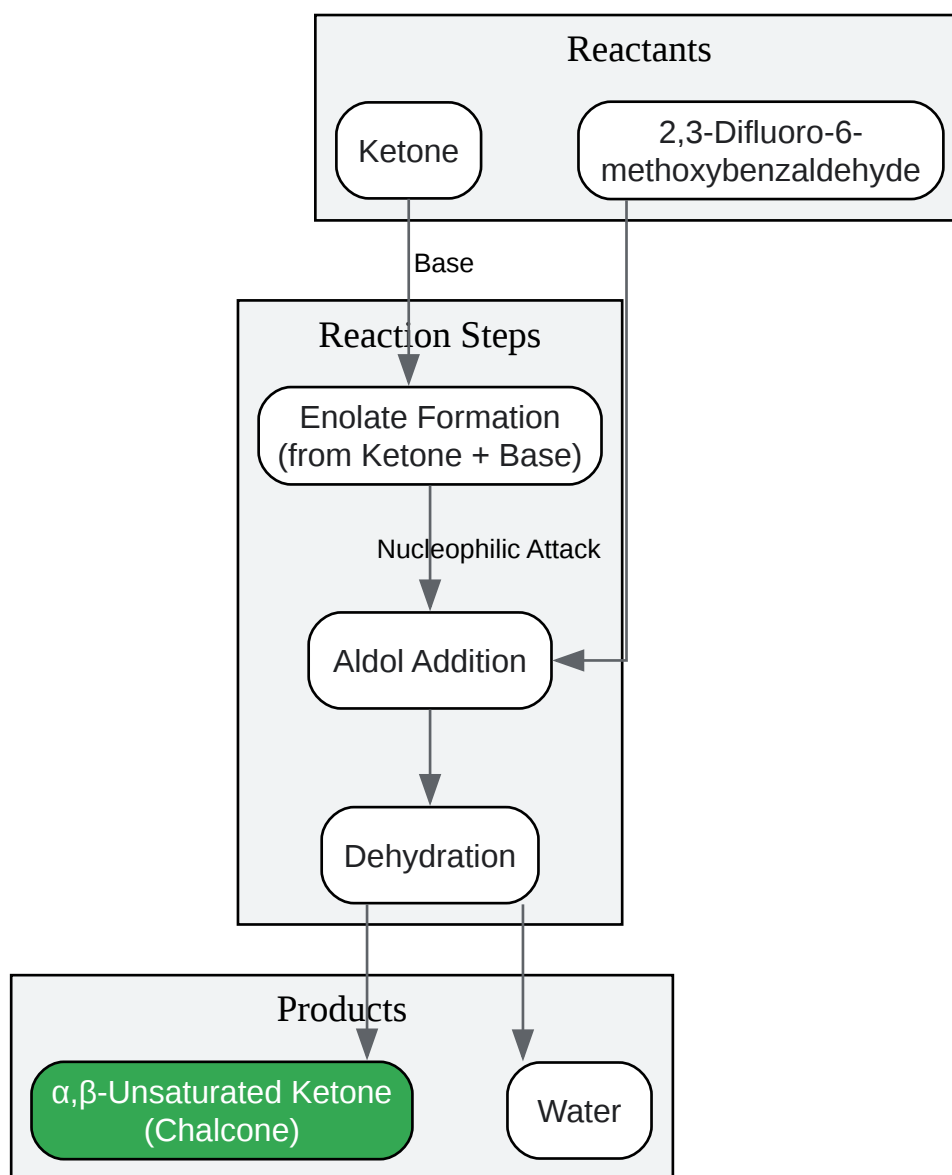 Reactants
Ketone
2,3-Difluoro-6-
methoxybenzaldehyde
Base
Reaction Steps
Enolate Formation
(from Ketone + Base)
Nucleophilic Attack
Aldol Addition
Dehydration
Products
α,β-Unsaturated Ketone
(Chalcone)
Water